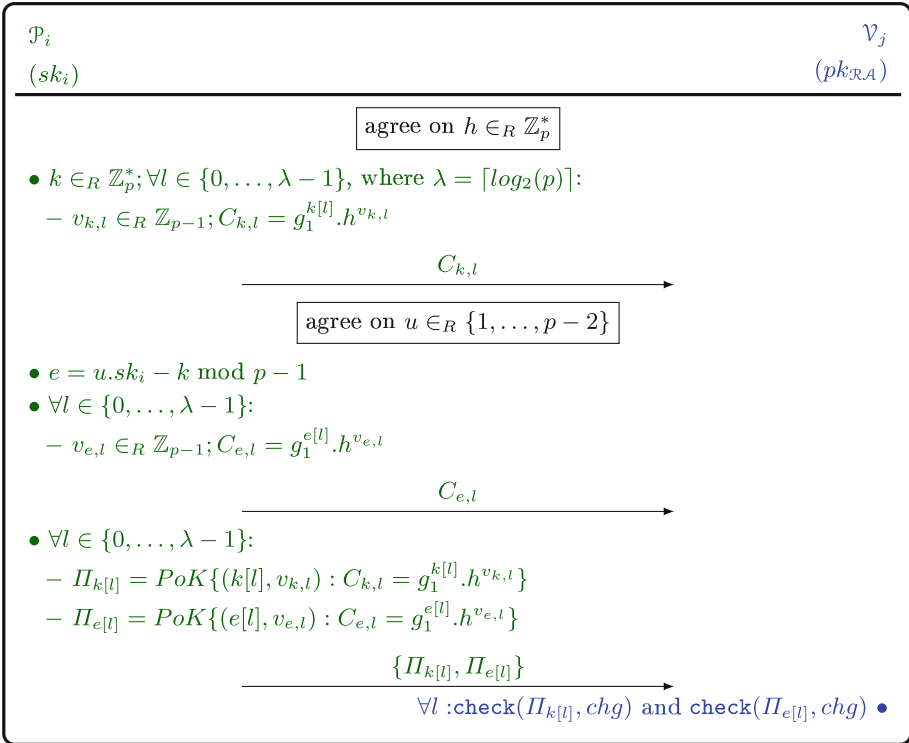 𝒫_i 𝒱_j
(sk_i) (pk_{ℛ𝒜})
agree on h ∈_R ℤ_p^*
• k ∈_R ℤ_p^*; ∀l ∈ {0, . . . , λ − 1}, where λ = ⌈log_2(p)⌉:
− v_{k,l} ∈_R ℤ_{p−1}; C_{k,l} = g_1^{k[l]}.h^{v_{k,l}}
C_{k,l}
agree on u ∈_R {1, . . . , p − 2}
• e = u.sk_i − k mod p − 1
• ∀l ∈ {0, . . . , λ − 1}:
− v_{e,l} ∈_R ℤ_{p−1}; C_{e,l} = g_1^{e[l]}.h^{v_{e,l}}
C_{e,l}
• ∀l ∈ {0, . . . , λ − 1}:
− Π_{k[l]} = PoK{(k[l], v_{k,l}) : C_{k,l} = g_1^{k[l]}.h^{v_{k,l}}}
− Π_{e[l]} = PoK{(e[l], v_{e,l}) : C_{e,l} = g_1^{e[l]}.h^{v_{e,l}}}
{Π_{k[l]}, Π_{e[l]}}
∀l :check(Π_{k[l]}, chg) and check(Π_{e[l]}, chg) •